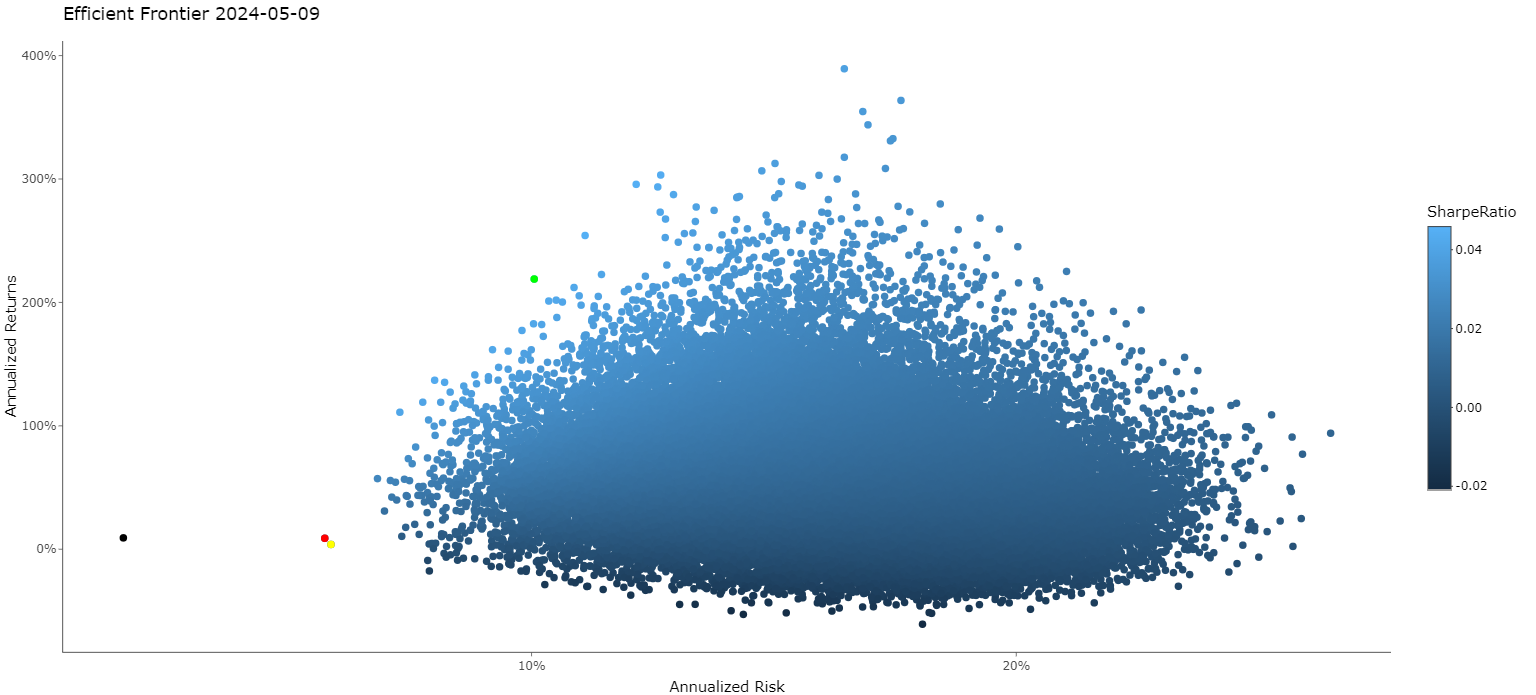 Efficient Frontier 2024-05-09
400%
300%
200%
100%
0%
Annualized Returns
10%
20%
Annualized Risk
SharpeRatio
0.04
0.02
0.00
-0.02